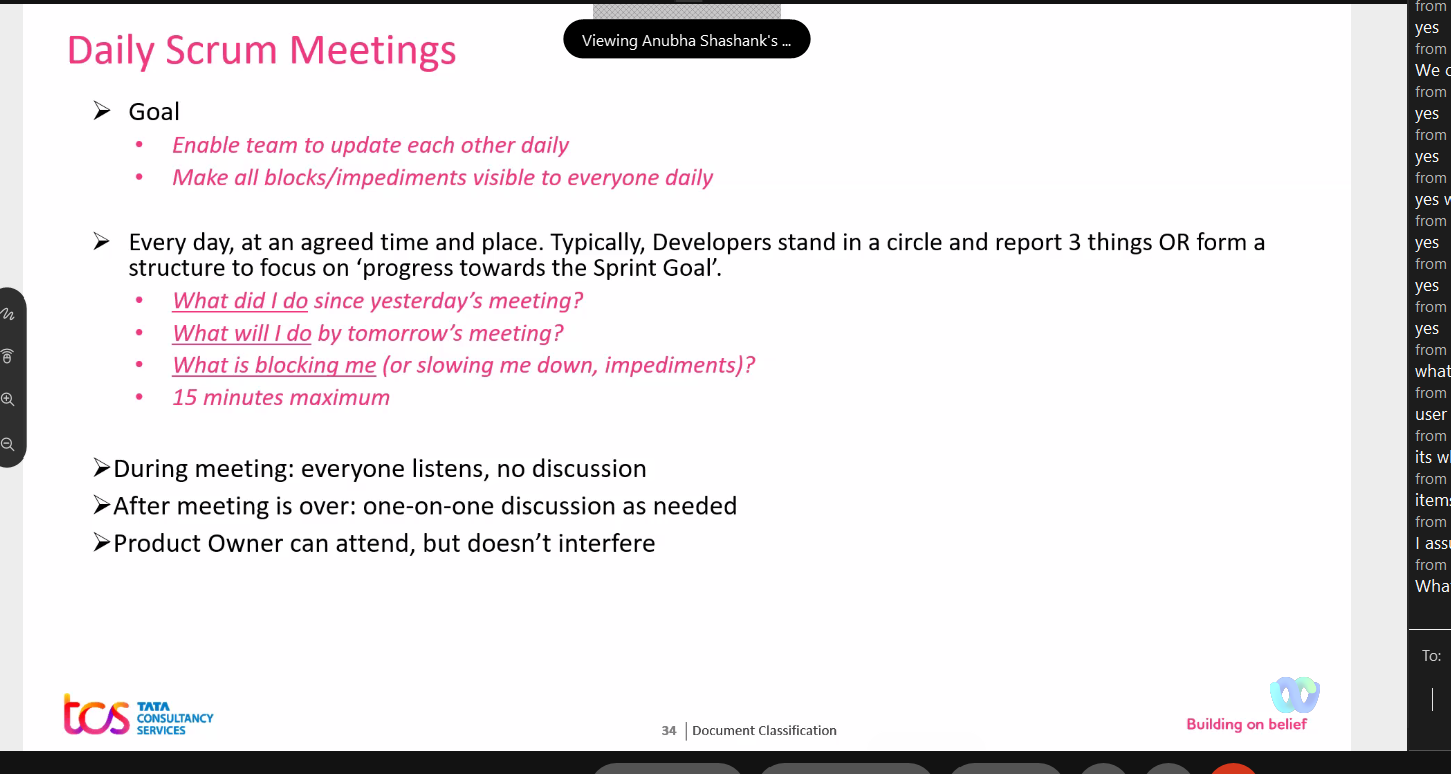 Daily Scrum Meetings
Viewing Anubha Shashank's ...
➢ Goal
• Enable team to update each other daily
• Make all blocks/impediments visible to everyone daily
➢ Every day, at an agreed time and place. Typically, Developers stand in a circle and report 3 things OR form a
structure to focus on ‘progress towards the Sprint Goal’.
• What did I do since yesterday’s meeting?
• What will I do by tomorrow’s meeting?
• What is blocking me (or slowing me down, impediments)?
• 15 minutes maximum
➢During meeting: everyone listens, no discussion
➢After meeting is over: one-on-one discussion as needed
➢Product Owner can attend, but doesn’t interfere
tcs TATA
CONSULTANCY
SERVICES
34 | Document Classification
Building on belief
from
yes
from
We
from
yes
from
yes
from
yes
from
yes
from
yes
from
yes
from
what
from
user
from
its
from
from
I
from
To: